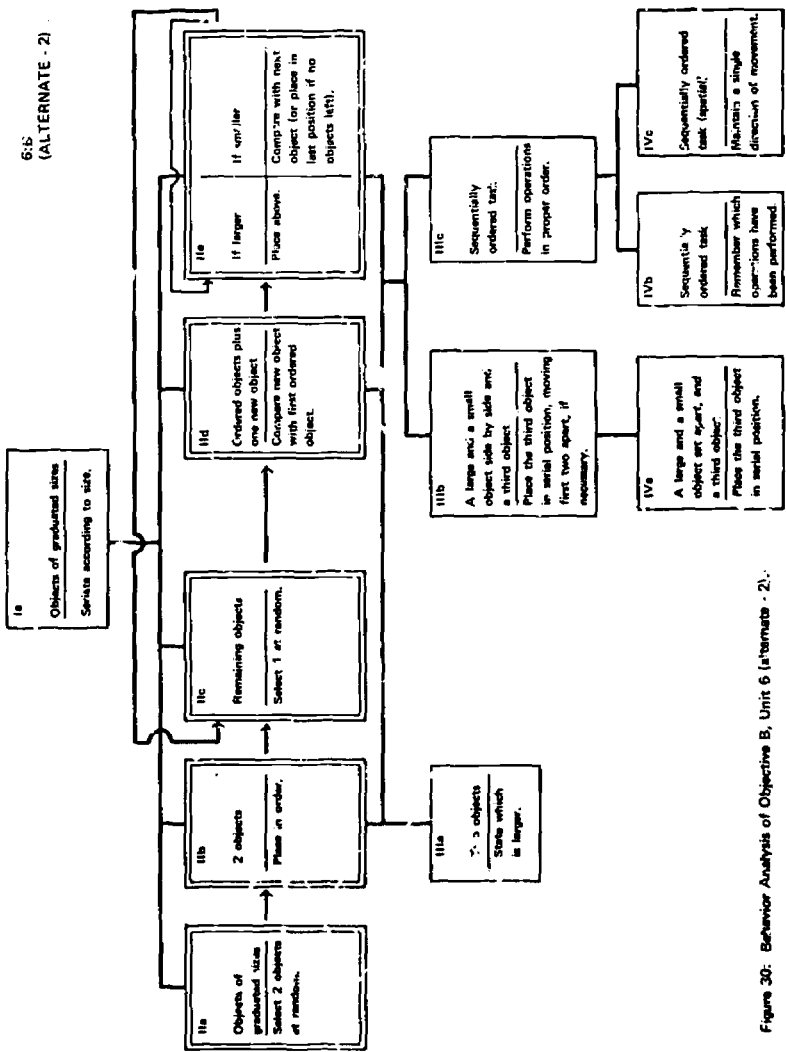 (ALTERNATE - 2)
Ia
Objects of graduated sizes
Seriate according to size.
IIa
Objects of
graduated sizes
Select 2 objects
at random.
IIb
2 objects
Place in order.
IIc
Remaining objects
Select 1 at random.
IId
Ordered objects plus
one new object
Compare new object
with first ordered
object.
IIe
If larger
Place above.
If smaller
Compare with next
object (or place in
last position if no
objects left).
IIIa
objects
State which
is larger.
IIIb
A large and a small
object side by side and
a third object
Place the third object
in serial position, moving
first two apart, if
necessary.
IIIc
Sequentially
ordered task.
Perform operations
in proper order.
IVa
A large and a small
object set apart, and
a third object
Place the third object
in serial position.
IVb
Sequentially
ordered task
Remember which
operations have
been performed.
IVc
Sequentially ordered
task (spatial).
Maintain a single
direction of movement.
Figure 30: Behavior Analysis of Objective B, Unit 6 (alternate - 2).